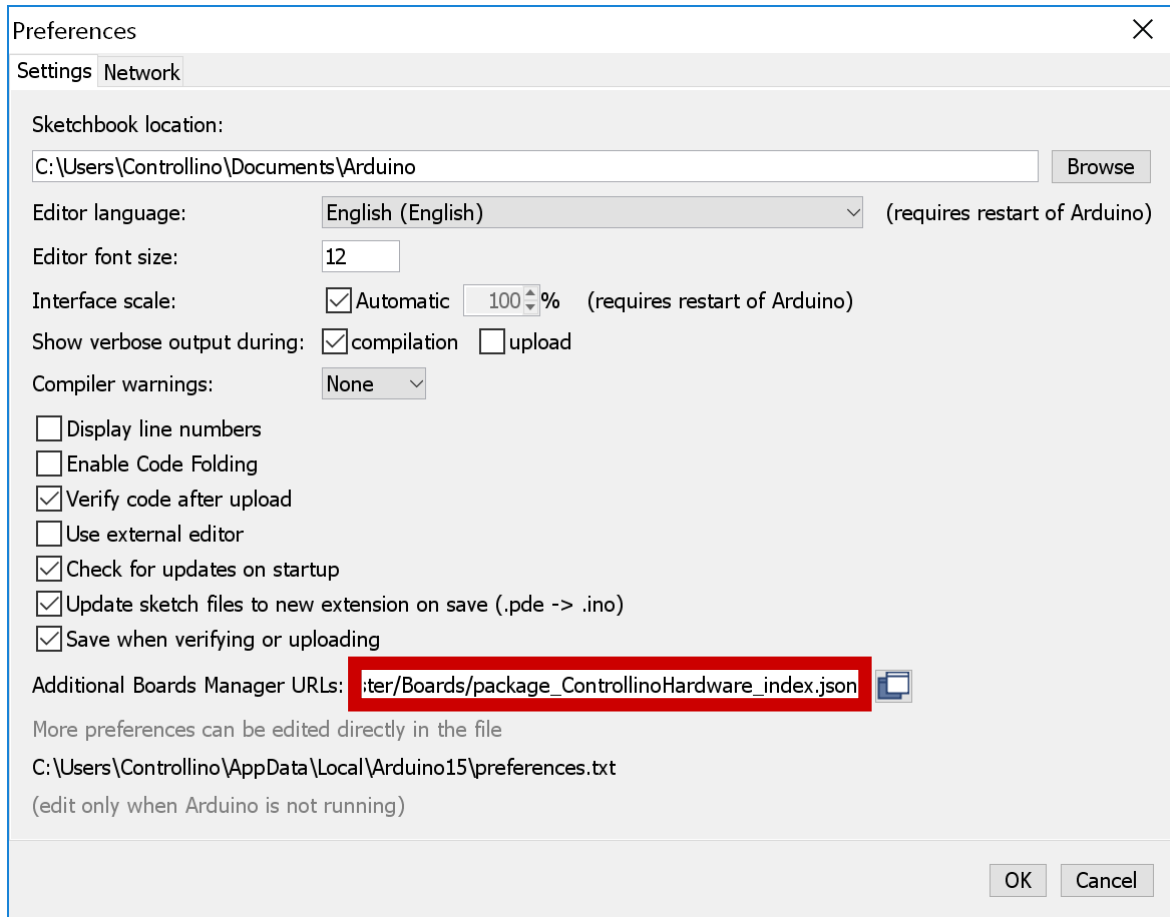 Preferences
Settings Network
Sketchbook location:
C:\Users\Controllino\Documents\Arduino Browse
Editor language: English (English) (requires restart of Arduino)
Editor font size: 12
Interface scale: Automatic 100 % (requires restart of Arduino)
Show verbose output during: compilation upload
Compiler warnings: None
Display line numbers
Enable Code Folding
Verify code after upload
Use external editor
Check for updates on startup
Update sketch files to new extension on save (.pde -> .ino)
Save when verifying or uploading
Additional Boards Manager URLs: ster/Boards/package_ControllinoHardware_index.json
More preferences can be edited directly in the file
C:\Users\Controllino\AppData\Local\Arduino15\preferences.txt
(edit only when Arduino is not running)
OK Cancel